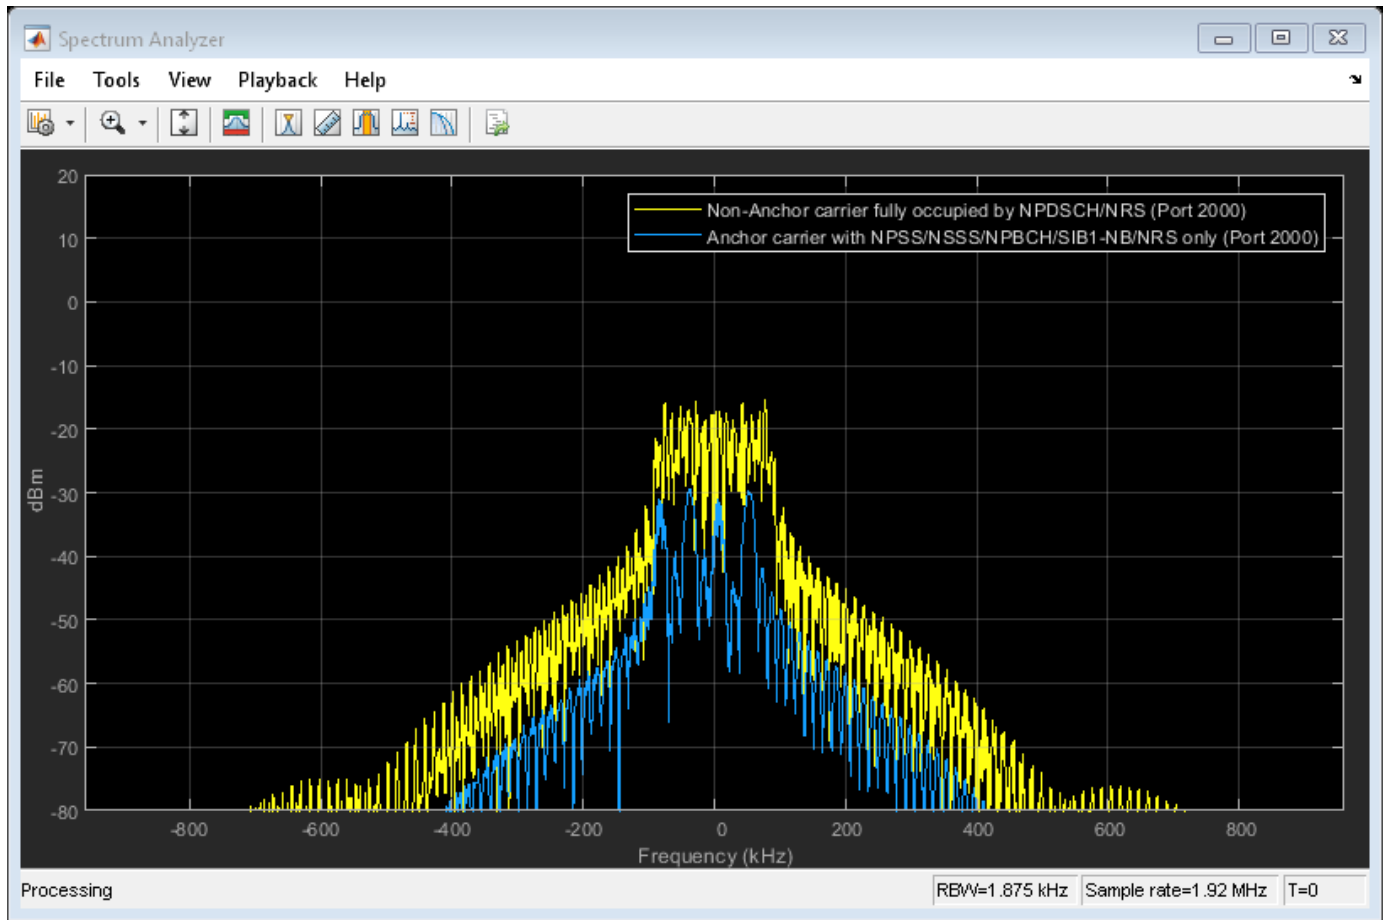 Spectrum Analyzer
File Tools View Playback Help
Non-Anchor carrier fully occupied by NPDSCH/NRS (Port 2000)
Anchor carrier with NPSS/NSSS/NPBCH/SIB1-NB/NRS only (Port 2000)
20
10
0
-10
-20
-30
-40
-50
-60
-70
-80
dBm
-800 -600 -400 -200 0 200 400 600 800
Frequency (kHz)
Processing RBW=1.875 kHz Sample rate=1.92 MHz T=0